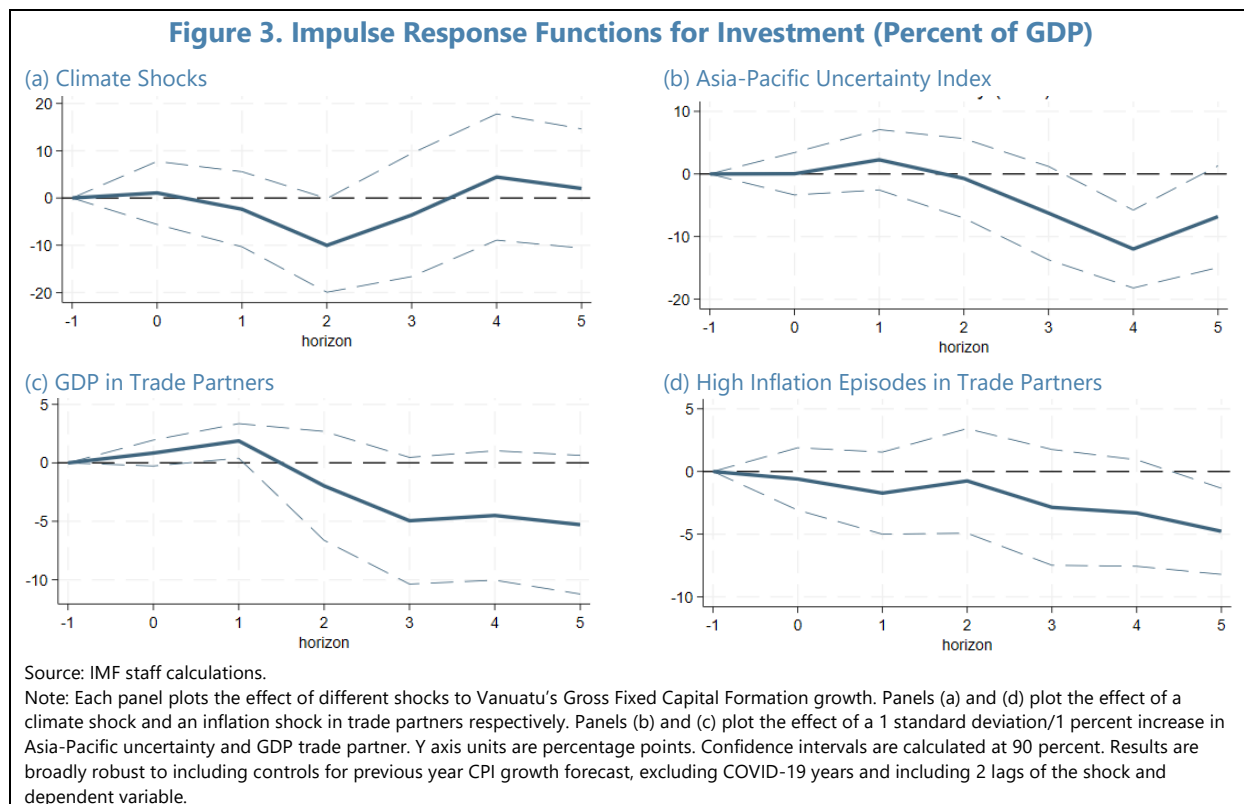 Figure 3. Impulse Response Functions for Investment (Percent of GDP)
(a) Climate Shocks
20
10
0
-10
-20
-1 0 1 2 3 4 5
horizon
(b) Asia-Pacific Uncertainty Index
10
0
-10
-20
-1 0 1 2 3 4 5
horizon
(c) GDP in Trade Partners
5
0
-5
-10
-1 0 1 2 3 4 5
horizon
(d) High Inflation Episodes in Trade Partners
5
0
-5
-10
-1 0 1 2 3 4 5
horizon
Source: IMF staff calculations.
Note: Each panel plots the effect of different shocks to Vanuatu's Gross Fixed Capital Formation growth. Panels (a) and (d) plot the effect of a
climate shock and an inflation shock in trade partners respectively. Panels (b) and (c) plot the effect of a 1 standard deviation/1 percent increase in
Asia-Pacific uncertainty and GDP trade partner. Y axis units are percentage points. Confidence intervals are calculated at 90 percent. Results are
broadly robust to including controls for previous year CPI growth forecast, excluding COVID-19 years and including 2 lags of the shock and
dependent variable.